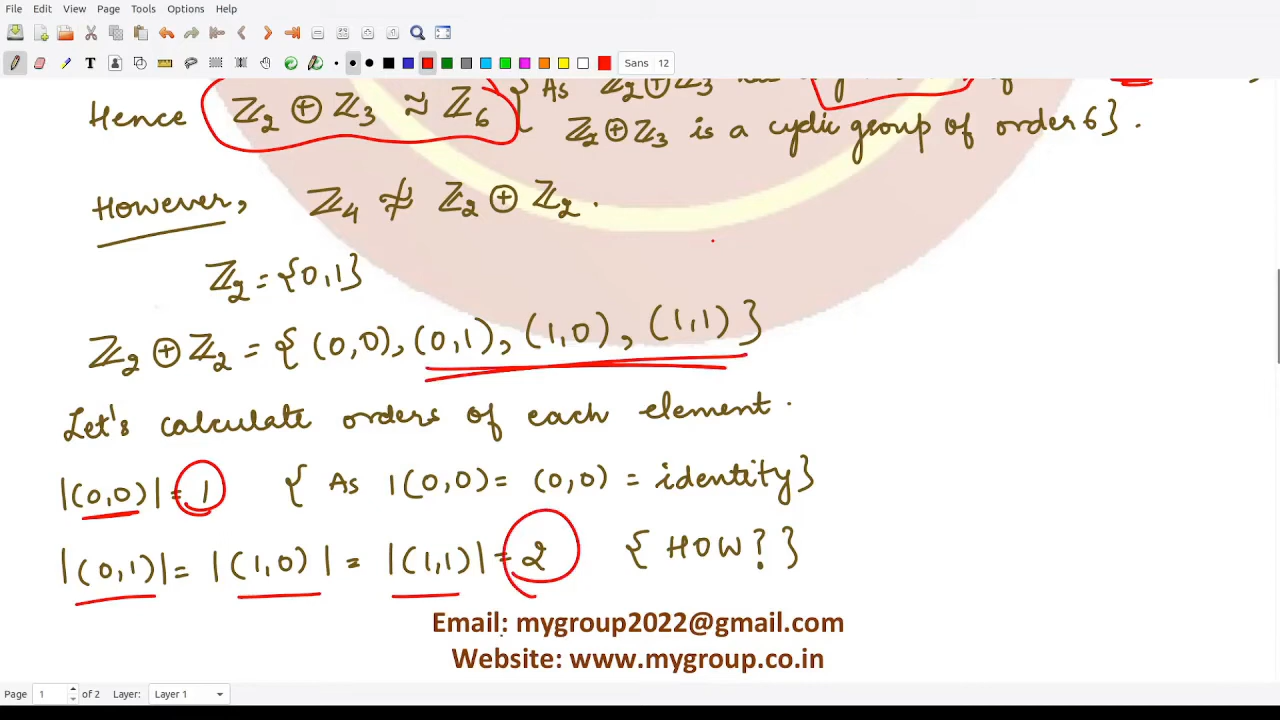 File Edit View Page Tools Options Help
Sans 12
Hence ℤ₂ ⊕ ℤ₃ ≈ ℤ₆ { As ℤ₂⊕ℤ₃ of
ℤ₂⊕ℤ₃ is a cyclic group of order 6}.
However, ℤ₄ ≉ ℤ₂ ⊕ ℤ₂.
ℤ₂ = {0,1}
ℤ₂ ⊕ ℤ₂ = {(0,0), (0,1), (1,0), (1,1)}
Let's calculate orders of each element.
|(0,0)| = 1 { As 1(0,0) = (0,0) = identity}
|(0,1)| = |(1,0)| = |(1,1)| = 2 {HOW?}
Email: mygroup2022@gmail.com
Website: www.mygroup.co.in
Page 1 of 2 Layer: Layer 1